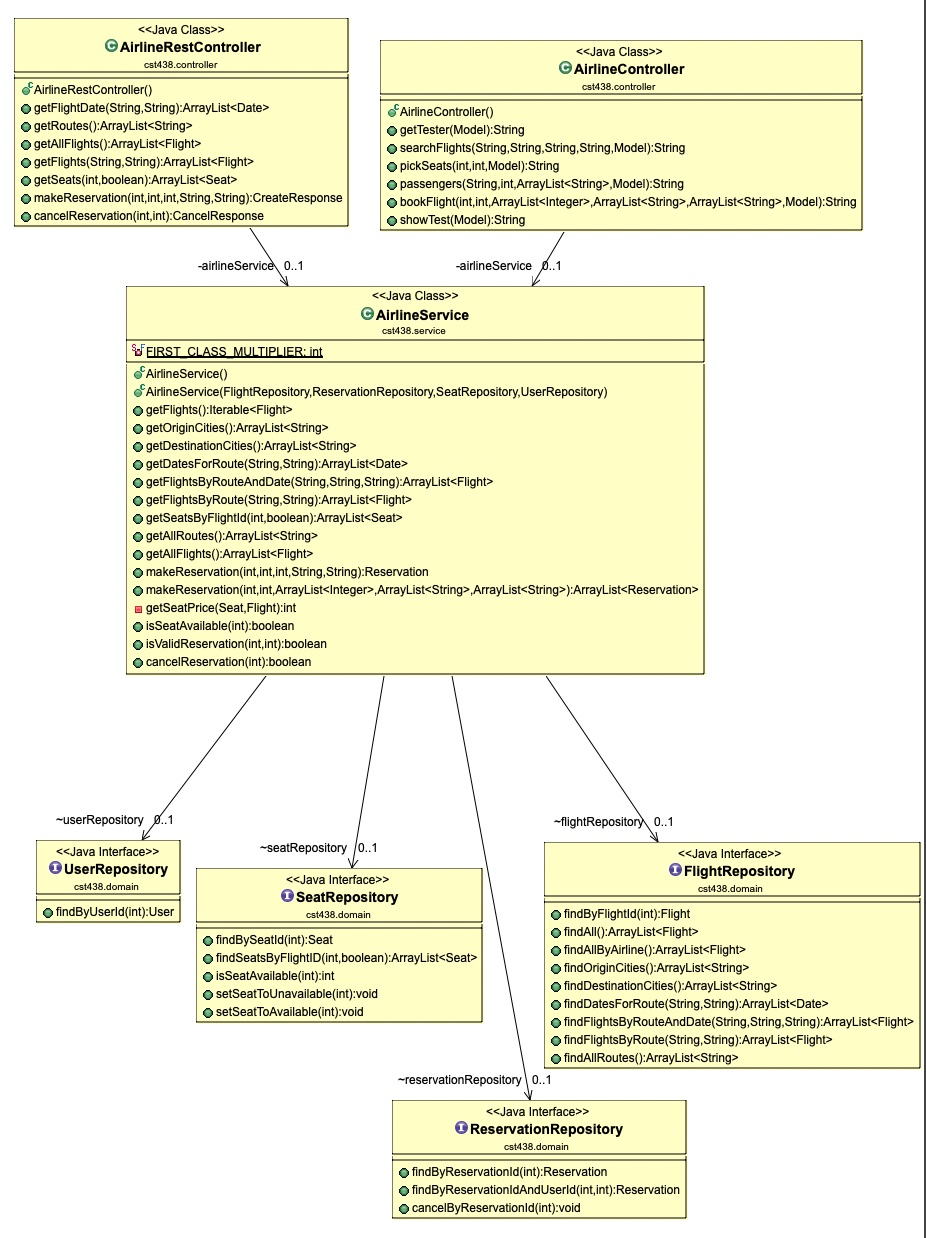 <<Java Class>>
AirlineRestController
cst438.controller
AirlineRestController()
getFlightDate(String,String):ArrayList<Date>
getRoutes():ArrayList<String>
getAllFlights():ArrayList<Flight>
getFlights(String,String):ArrayList<Flight>
getSeats(int,boolean):ArrayList<Seat>
makeReservation(int,int,int,String,String):CreateResponse
cancelReservation(int,int):CancelResponse
<<Java Class>>
AirlineController
cst438.controller
AirlineController()
getTester(Model):String
searchFlights(String,String,String,String,Model):String
pickSeats(int,int,Model):String
passengers(String,int,ArrayList<String>,Model):String
bookFlight(int,int,ArrayList<Integer>,ArrayList<String>,ArrayList<String>,Model):String
showTest(Model):String
-airlineService 0..1
-airlineService 0..1
<<Java Class>>
AirlineService
cst438.service
FIRST_CLASS_MULTIPLIER: int
AirlineService()
AirlineService(FlightRepository,ReservationRepository,SeatRepository,UserRepository)
getFlights():Iterable<Flight>
getOriginCities():ArrayList<String>
getDestinationCities():ArrayList<String>
getDatesForRoute(String,String):ArrayList<Date>
getFlightsByRouteAndDate(String,String,String):ArrayList<Flight>
getFlightsByRoute(String,String):ArrayList<Flight>
getSeatsByFlightId(int,boolean):ArrayList<Seat>
getAllRoutes():ArrayList<String>
getAllFlights():ArrayList<Flight>
makeReservation(int,int,int,String,String):Reservation
makeReservation(int,int,ArrayList<Integer>,ArrayList<String>,ArrayList<String>):ArrayList<Reservation>
getSeatPrice(Seat,Flight):int
isSeatAvailable(int):boolean
isValidReservation(int,int):boolean
cancelReservation(int):boolean
~userRepository 0..1
<<Java Interface>>
UserRepository
cst438.domain
findByUserId(int):User
~seatRepository 0..1
<<Java Interface>>
SeatRepository
cst438.domain
findBySeatId(int):Seat
findSeatsByFlightID(int,boolean):ArrayList<Seat>
isSeatAvailable(int):int
setSeatToUnavailable(int):void
setSeatToAvailable(int):void
~flightRepository 0..1
<<Java Interface>>
FlightRepository
cst438.domain
findByFlightId(int):Flight
findAll():ArrayList<Flight>
findAllByAirline():ArrayList<Flight>
findOriginCities():ArrayList<String>
findDestinationCities():ArrayList<String>
findDatesForRoute(String,String):ArrayList<Date>
findFlightsByRouteAndDate(String,String,String):ArrayList<Flight>
findFlightsByRoute(String,String):ArrayList<Flight>
findAllRoutes():ArrayList<String>
~reservationRepository 0..1
<<Java Interface>>
ReservationRepository
cst438.domain
findByReservationId(int):Reservation
findByReservationIdAndUserId(int,int):Reservation
cancelByReservationId(int):void